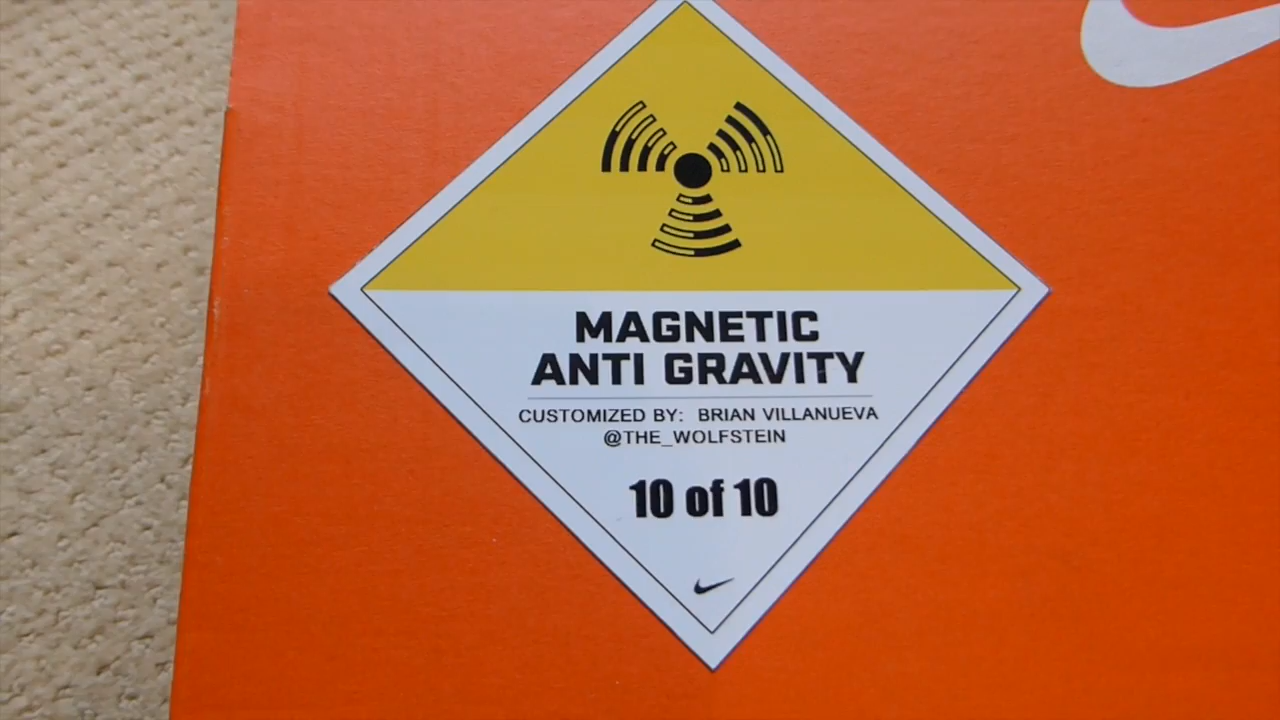 MAGNETIC
ANTI GRAVITY
CUSTOMIZED BY: BRIAN VILLANUEVA
@THE_WOLFSTEIN
10 of 10